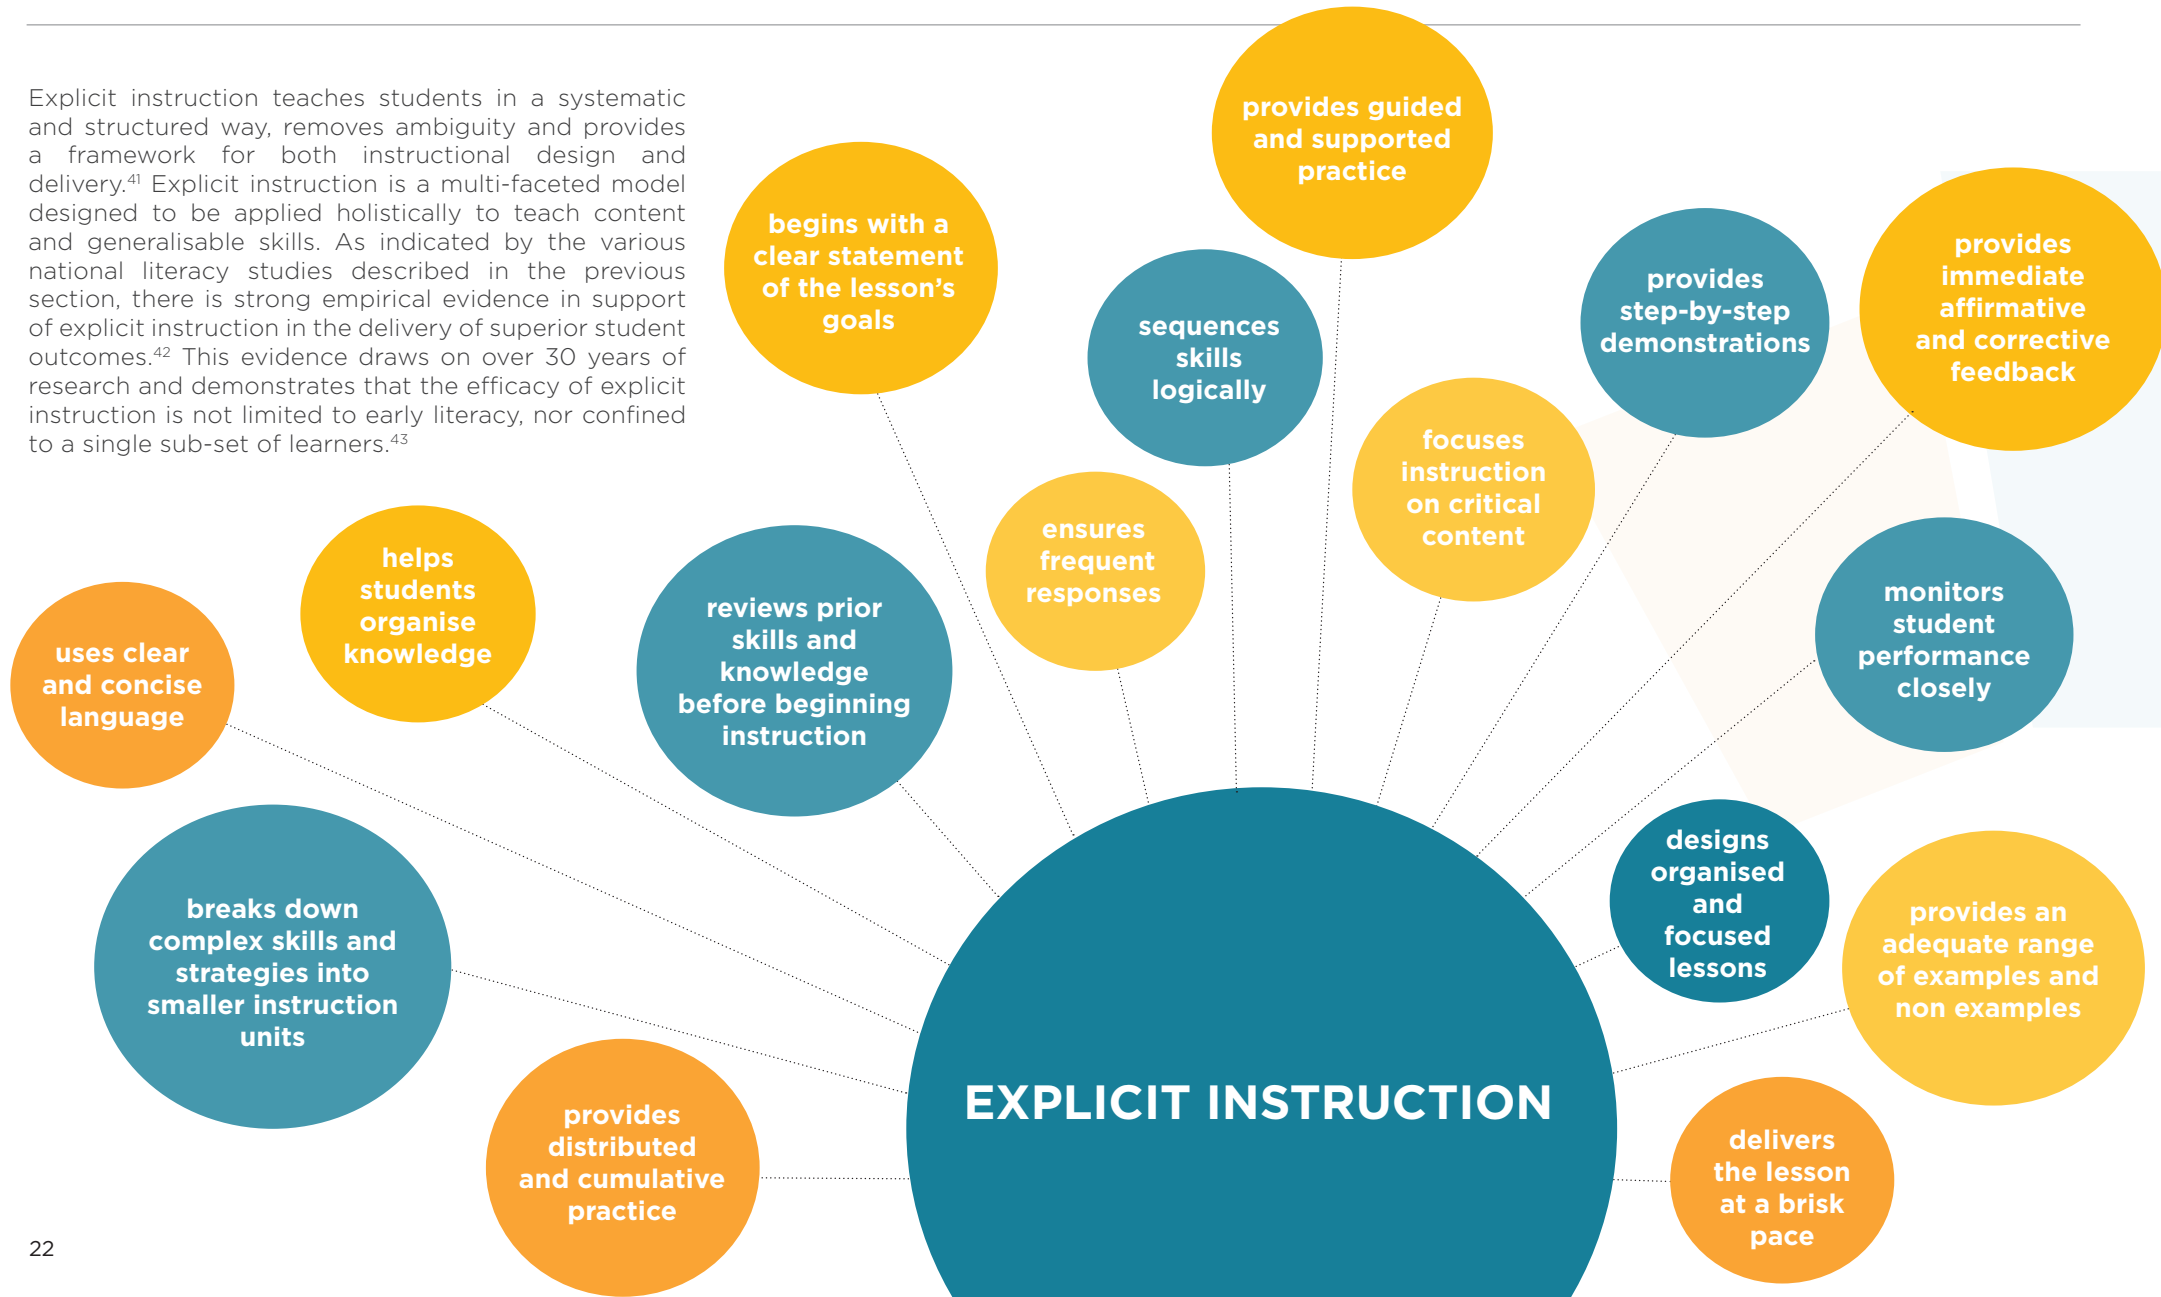 Explicit instruction teaches students in a systematic
and structured way, removes ambiguity and provides
a framework for both instructional design and
delivery.⁴¹ Explicit instruction is a multi-faceted model
designed to be applied holistically to teach content
and generalisable skills. As indicated by the various
national literacy studies described in the previous
section, there is strong empirical evidence in support
of explicit instruction in the delivery of superior student
outcomes.⁴² This evidence draws on over 30 years of
research and demonstrates that the efficacy of explicit
instruction is not limited to early literacy, nor confined
to a single sub-set of learners.⁴³
uses clear
and concise
language
helps
students
organise
knowledge
breaks down
complex skills and
strategies into
smaller instruction
units
provides
distributed
and cumulative
practice
reviews prior
skills and
knowledge
before beginning
instruction
begins with a
clear statement
of the lesson's
goals
ensures
frequent
responses
sequences
skills
logically
provides guided
and supported
practice
focuses
instruction
on critical
content
provides
step-by-step
demonstrations
provides
immediate
affirmative
and corrective
feedback
monitors
student
performance
closely
designs
organised
and
focused
lessons
provides an
adequate range
of examples and
non examples
delivers
the lesson
at a brisk
pace
EXPLICIT INSTRUCTION
22